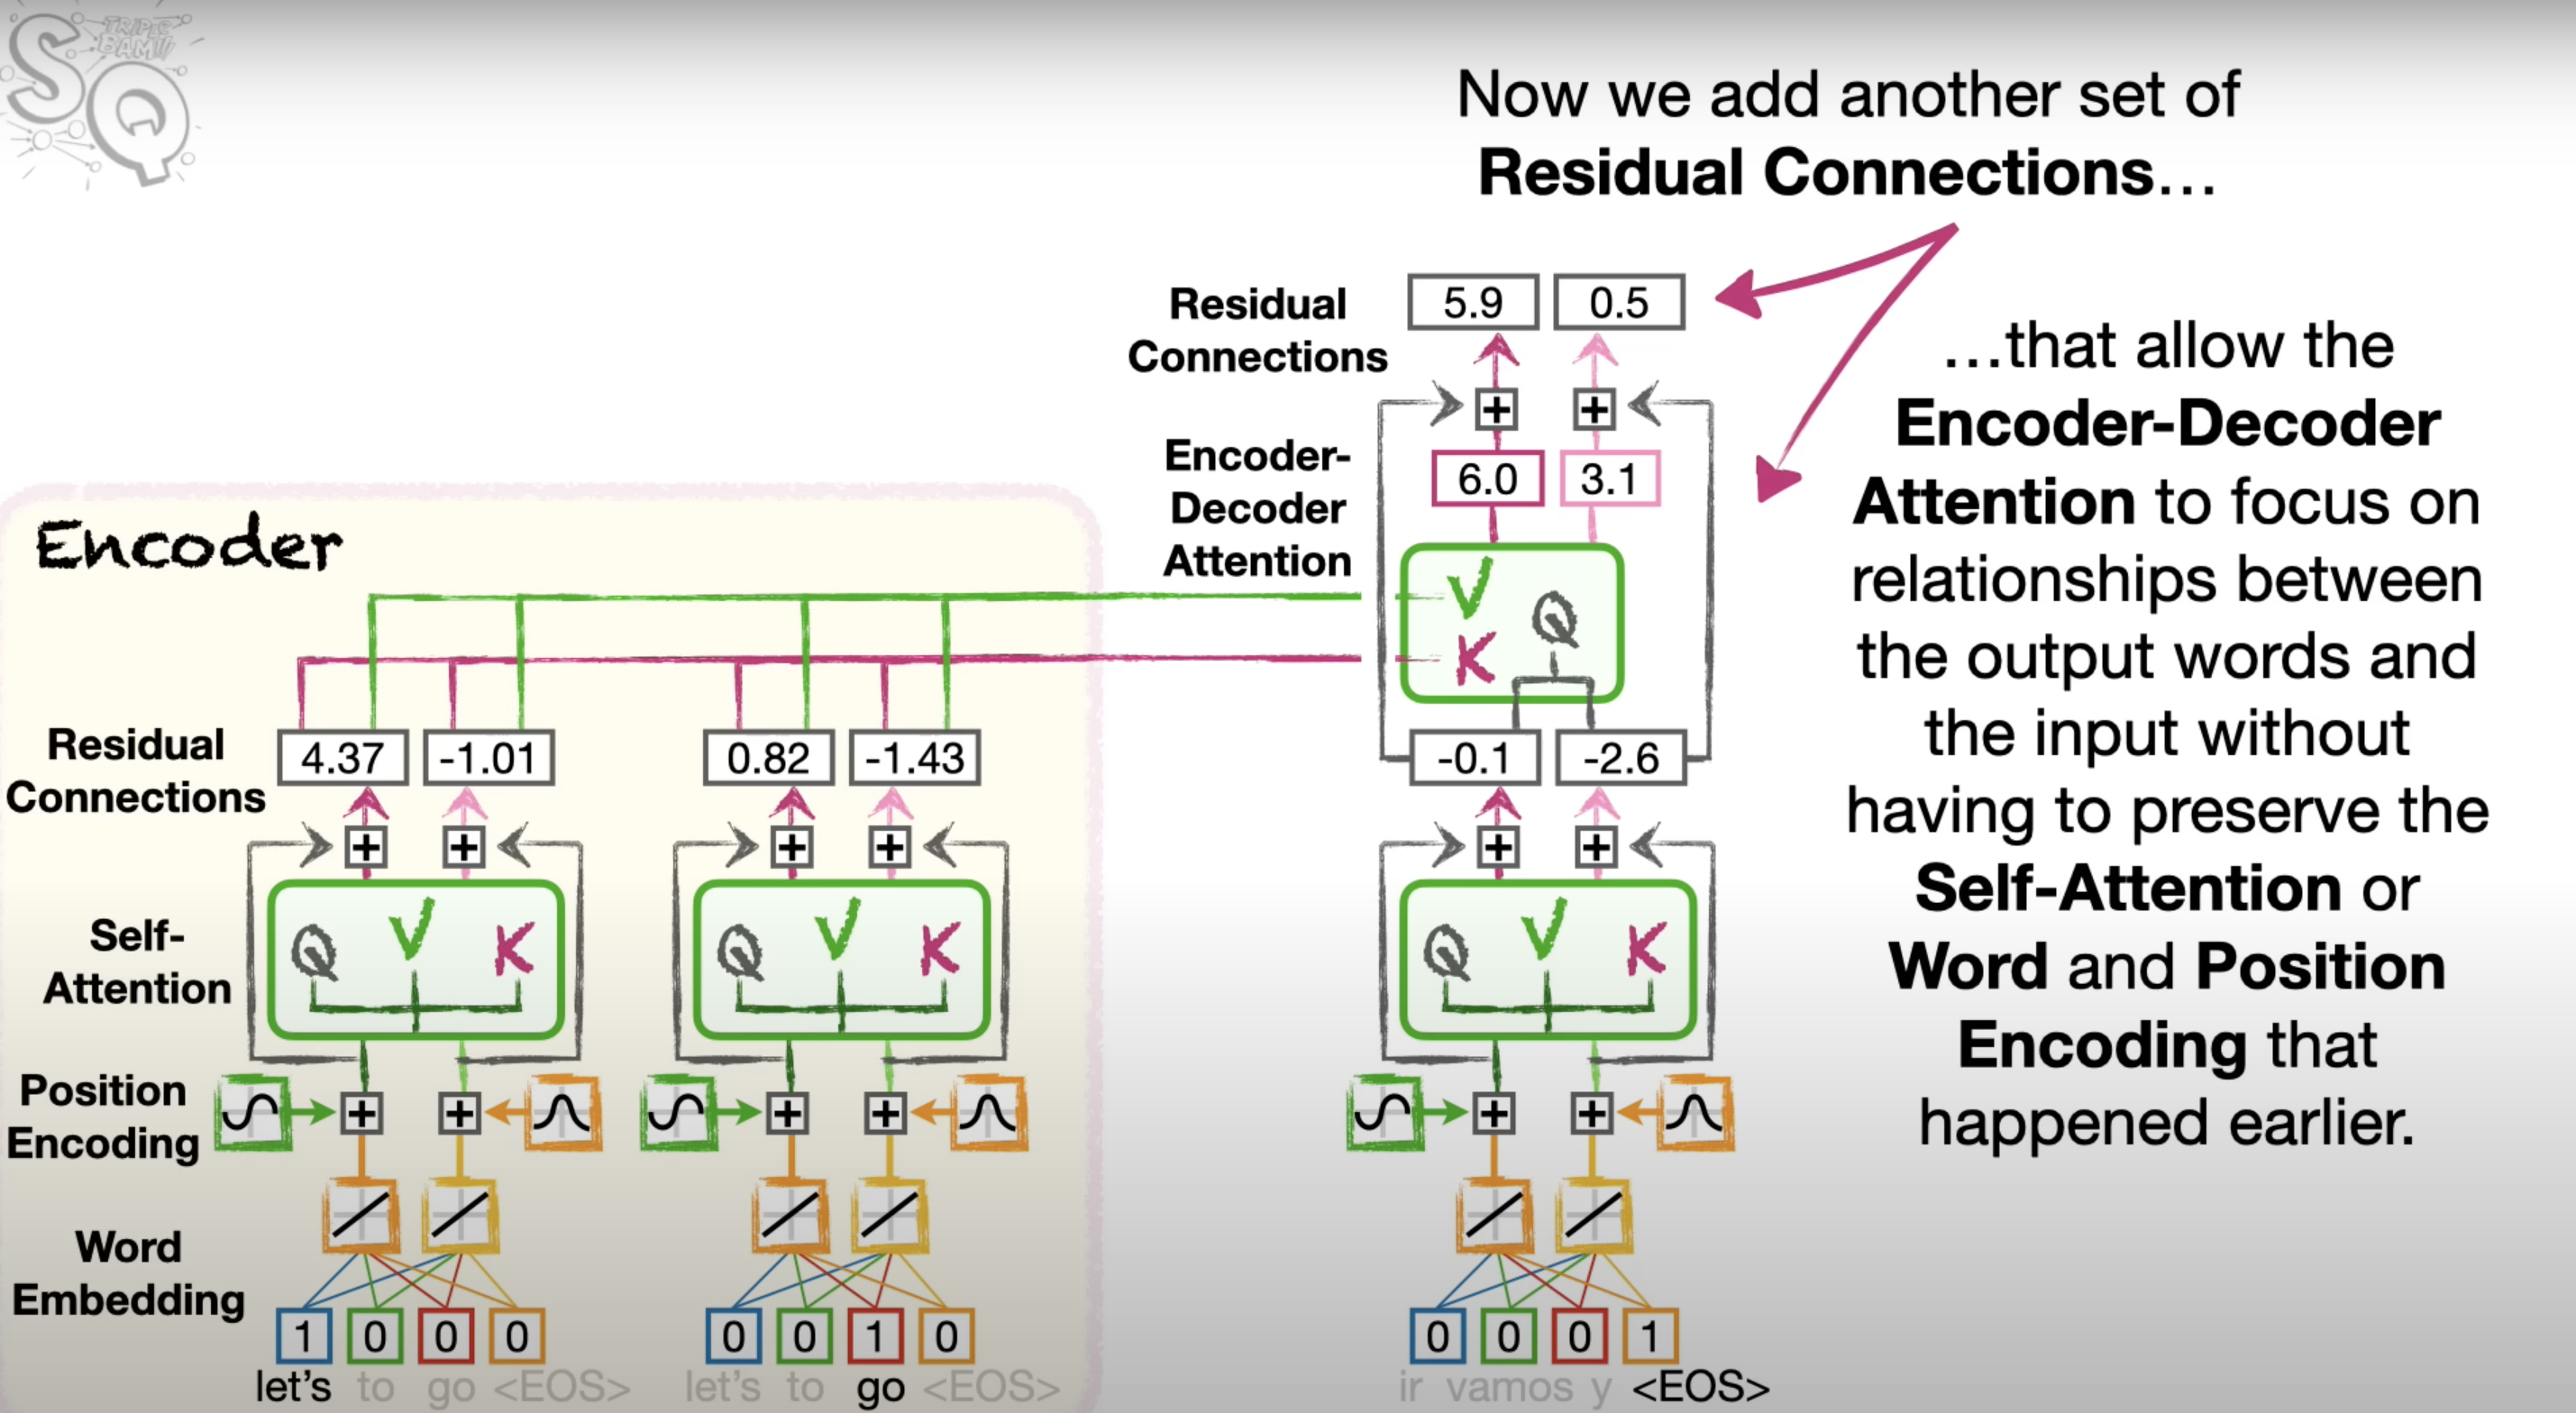 TRIPLE
BAM!!!
SQ
Now we add another set of
Residual Connections…
…that allow the
Encoder-Decoder
Attention to focus on
relationships between
the output words and
the input without
having to preserve the
Self-Attention or
Word and Position
Encoding that
happened earlier.
Residual
Connections
5.9 0.5
+ +
Encoder-
Decoder
Attention
6.0 3.1
V Q
K
-0.1 -2.6
+ +
Q V K
+ +
0 0 0 1
ir vamos y <EOS>
Encoder
Residual
Connections
4.37 -1.01 0.82 -1.43
+ + + +
Self-
Attention
Q V K Q V K
Position
Encoding
+ + + +
Word
Embedding
1 0 0 0 0 0 1 0
let's to go <EOS> let's to go <EOS>